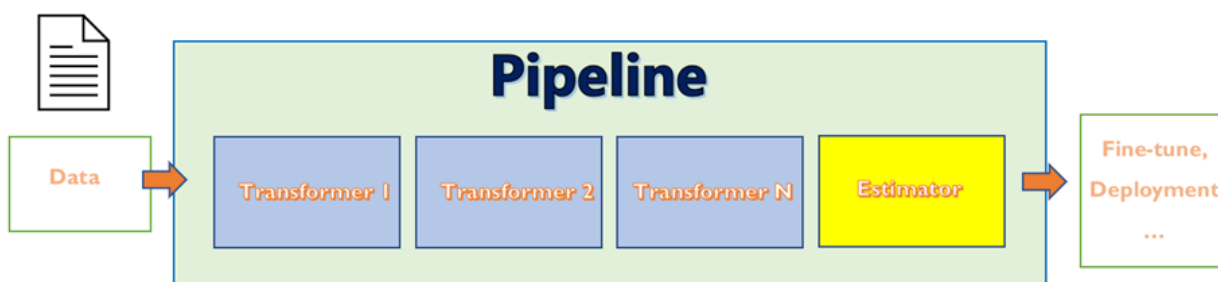 Pipeline
Data
Transformer 1
Transformer 2
Transformer N
Estimator
Fine-tune,
Deployment
...